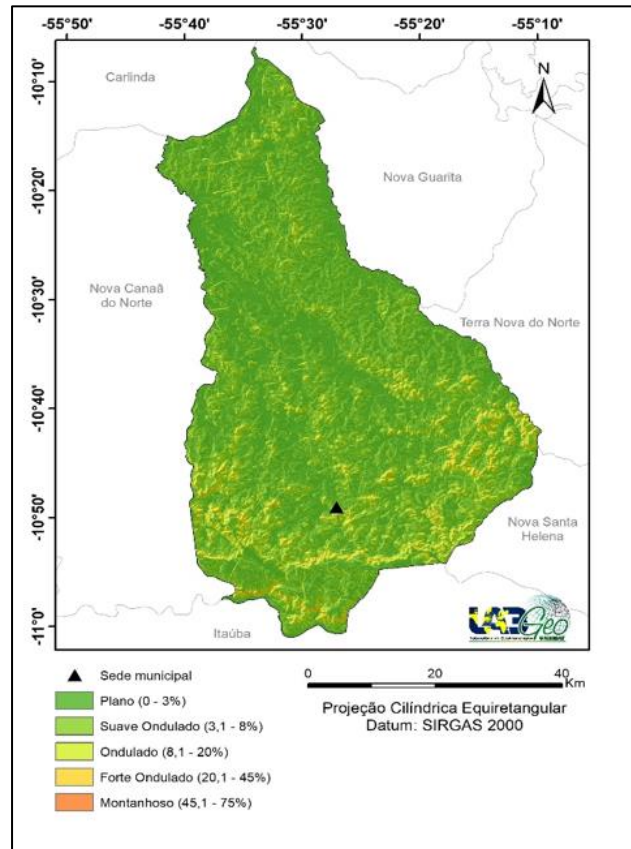 -55°50' -55°40' -55°30' -55°20' -55°10'
-10°10'
-10°20'
-10°30'
-10°40'
-10°50'
-11°0'
Carlinda
N
Nova Guarita
Nova Canaã
do Norte
Terra Nova do Norte
Nova Santa
Helena
Itaúba
Geo
Sede municipal
Plano (0 - 3%)
Suave Ondulado (3,1 - 8%)
Ondulado (8,1 - 20%)
Forte Ondulado (20,1 - 45%)
Montanhoso (45,1 - 75%)
0 20 40
Km
Projeção Cilíndrica Equiretangular
Datum: SIRGAS 2000